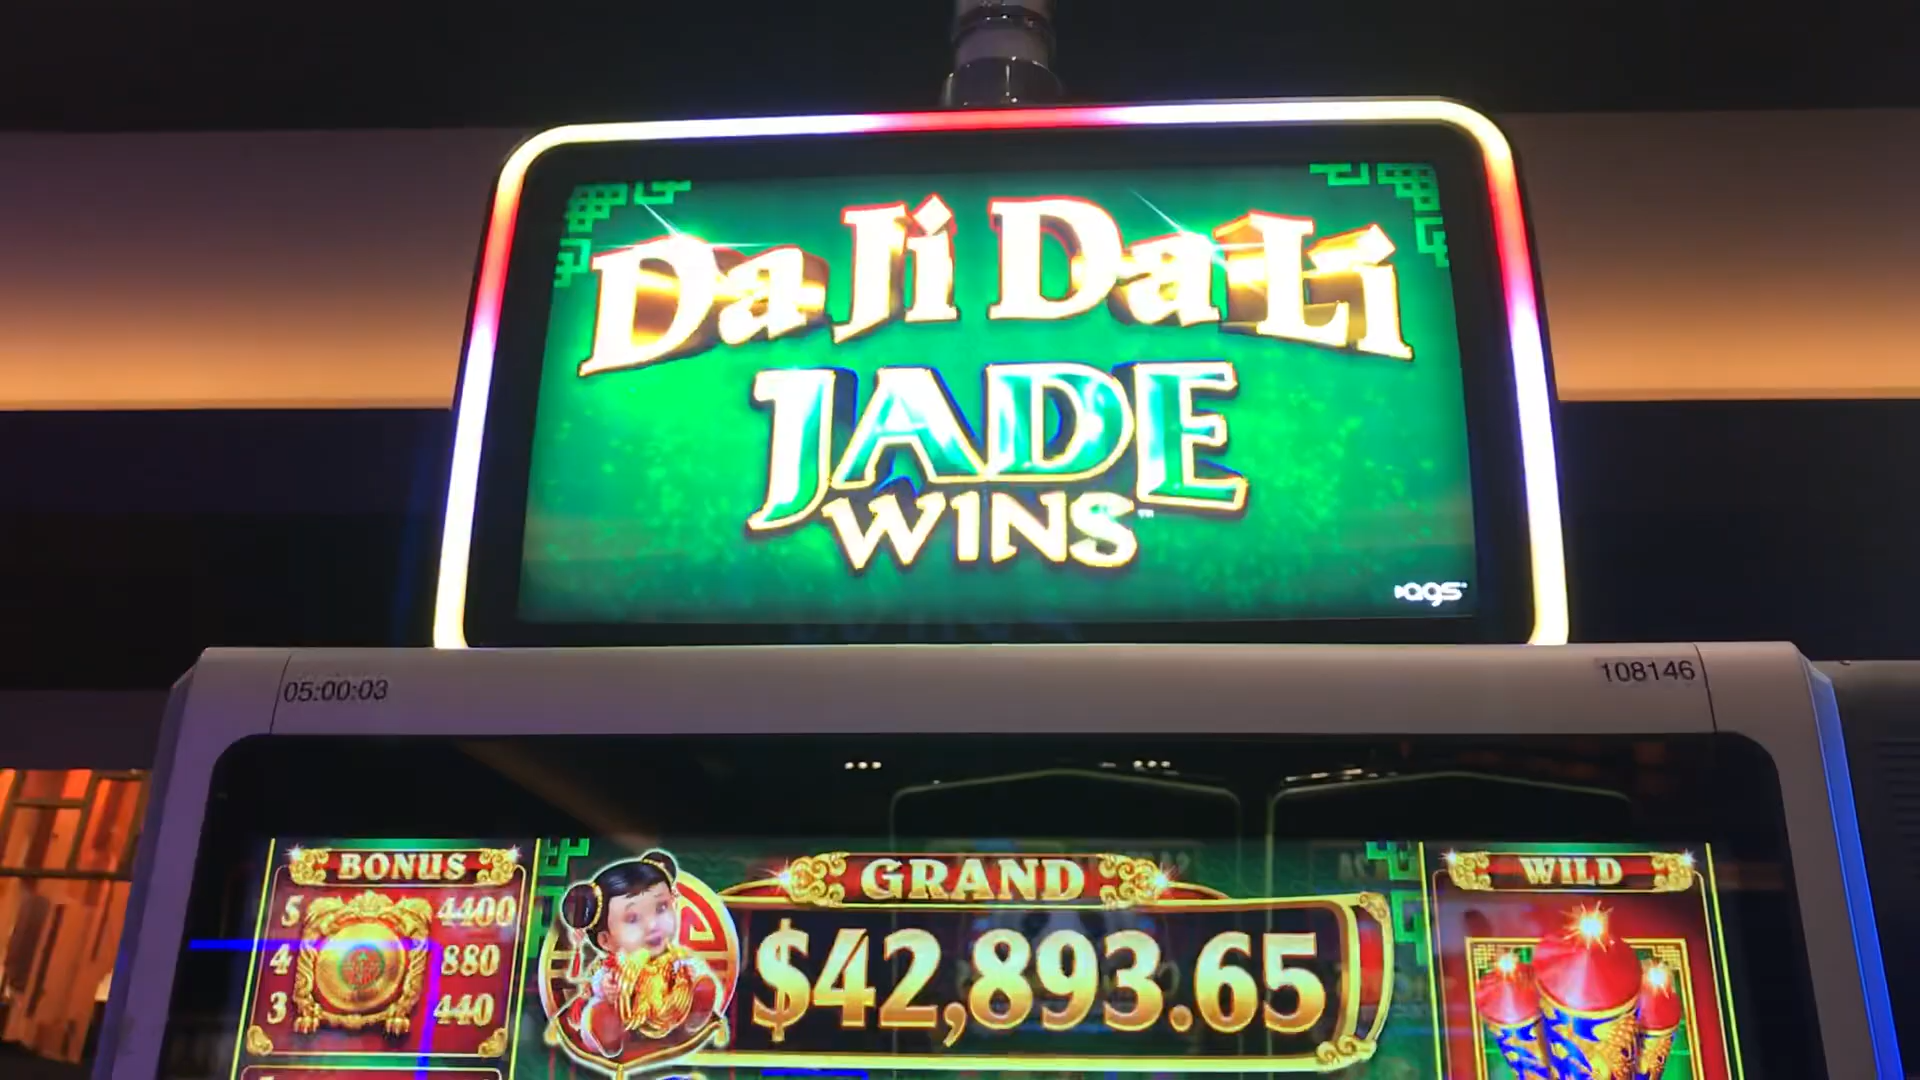 Da Ji Da Li
JADE
WINS™
ags
05:00:03
108146
BONUS
5 4400
4 880
3 440
GRAND
$42,893.65
WILD